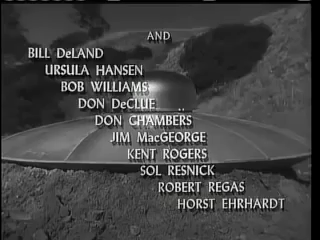 AND
BILL DeLAND
URSULA HANSEN
BOB WILLIAMS
DON DeCLUE
DON CHAMBERS
JIM MacGEORGE
KENT ROGERS
SOL RESNICK
ROBERT REGAS
HORST EHRHARDT